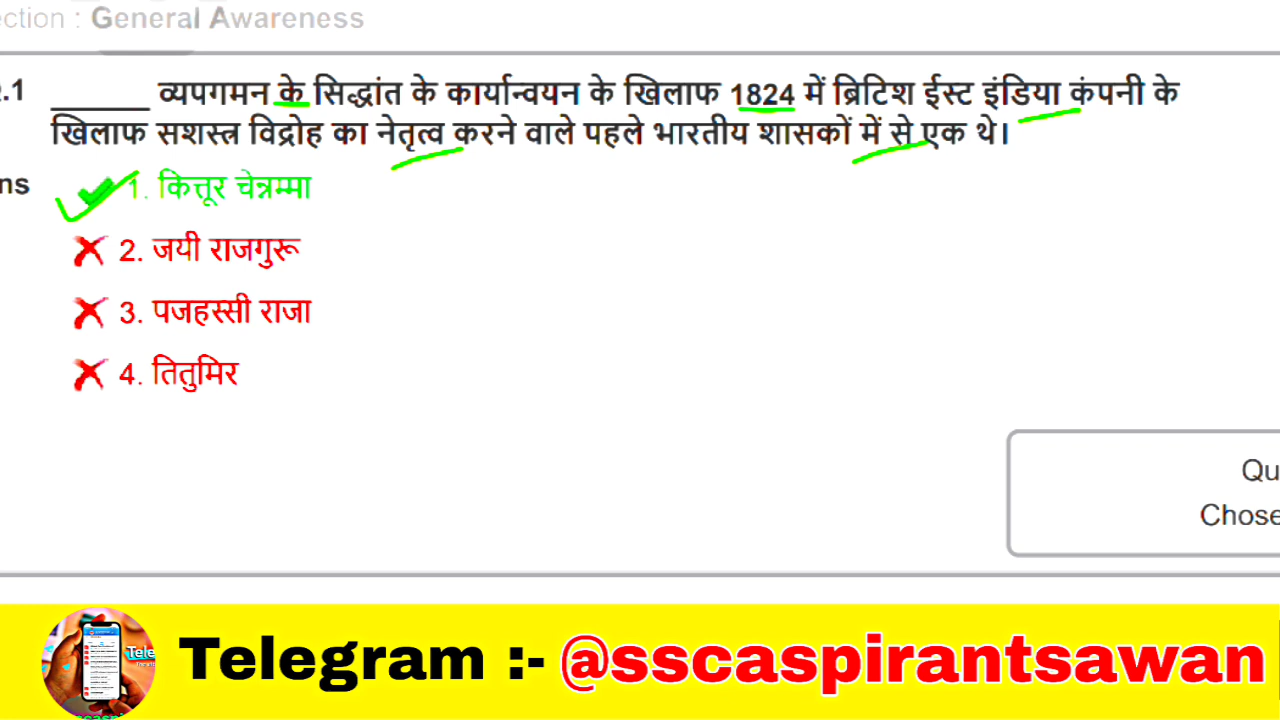 ection : General Awareness
.1 ______ व्यपगमन के सिद्धांत के कार्यान्वयन के खिलाफ 1824 में ब्रिटिश ईस्ट इंडिया कंपनी के
खिलाफ सशस्त्र विद्रोह का नेतृत्व करने वाले पहले भारतीय शासकों में से एक थे।
ns 1. कित्तूर चेन्नम्मा
2. जयी राजगुरू
3. पजहस्सी राजा
4. तितुमिर
Qu
Chose
Telegram :- @sscaspirantsawan